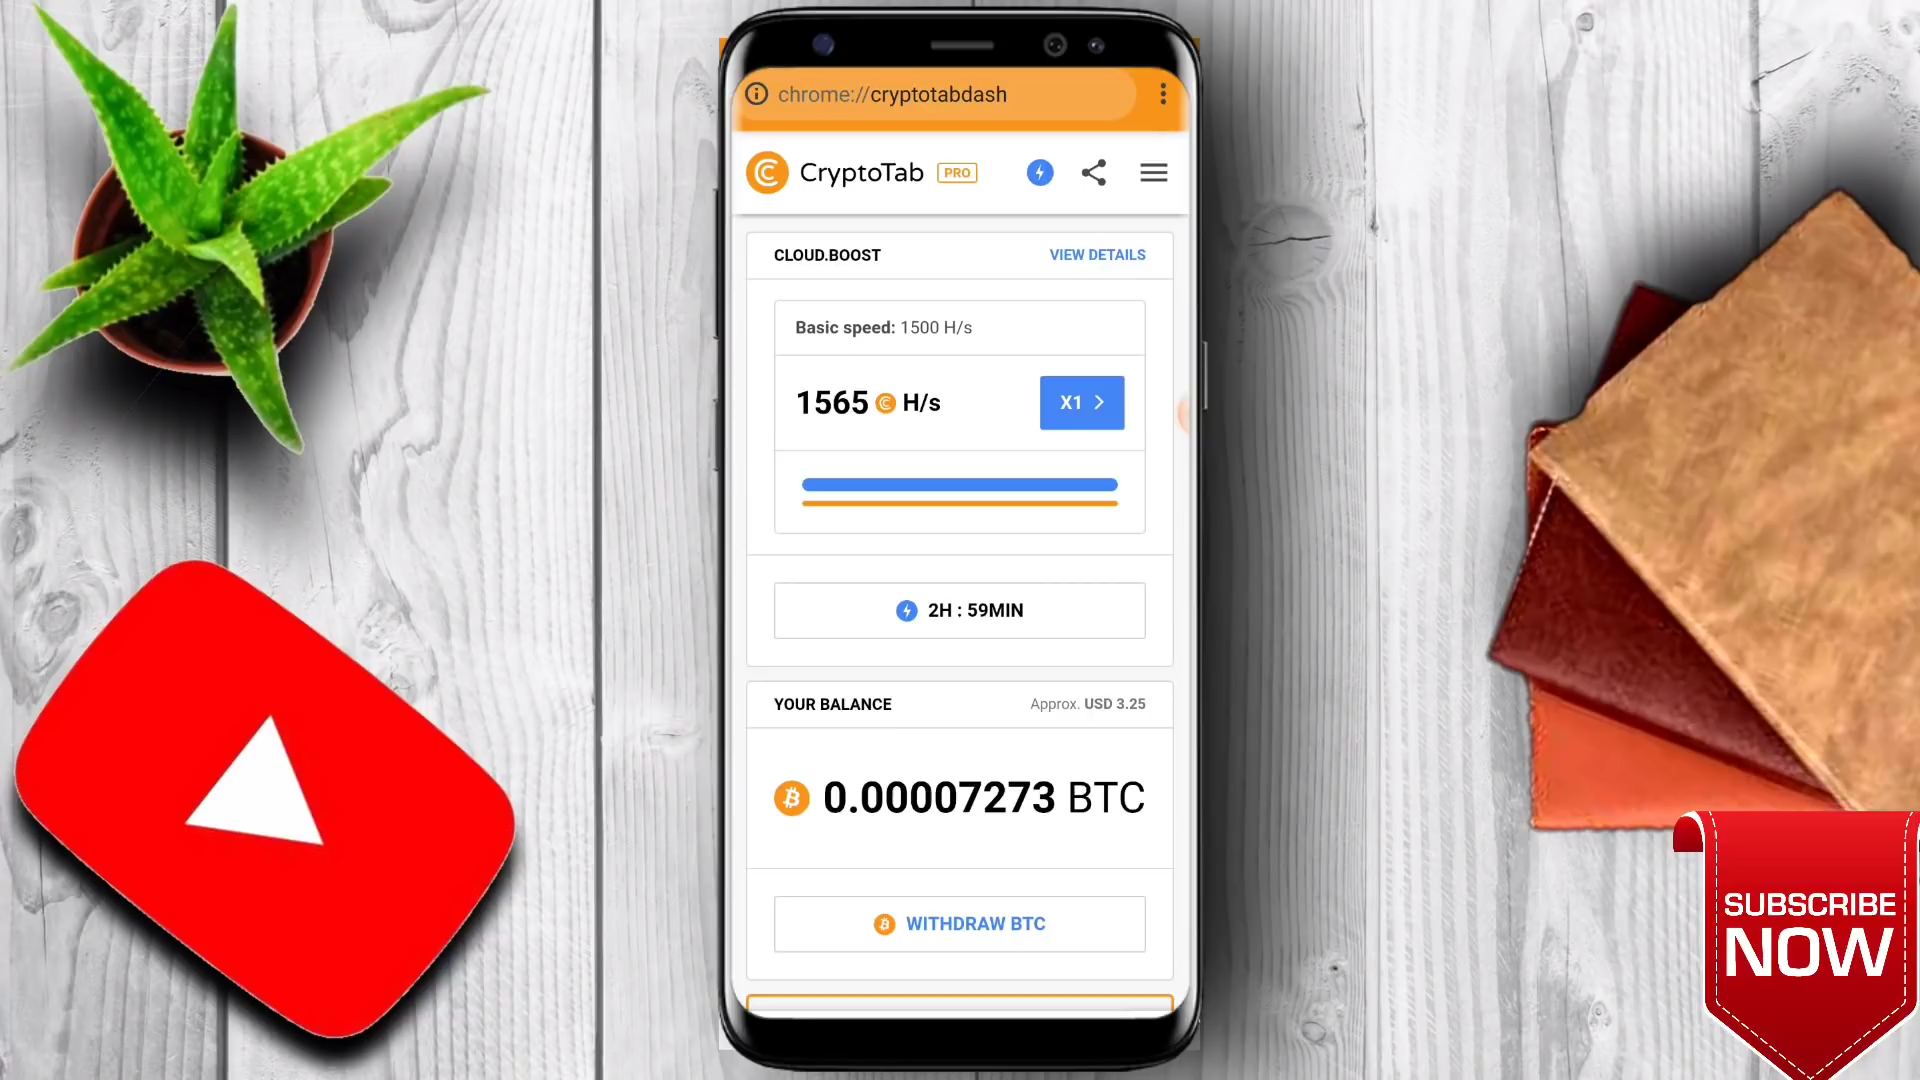 chrome://cryptotabdash
CryptoTab PRO
CLOUD.BOOST VIEW DETAILS
Basic speed: 1500 H/s
1565 H/s X1
2H : 59MIN
YOUR BALANCE Approx. USD 3.25
0.00007273 BTC
WITHDRAW BTC
SUBSCRIBE
NOW